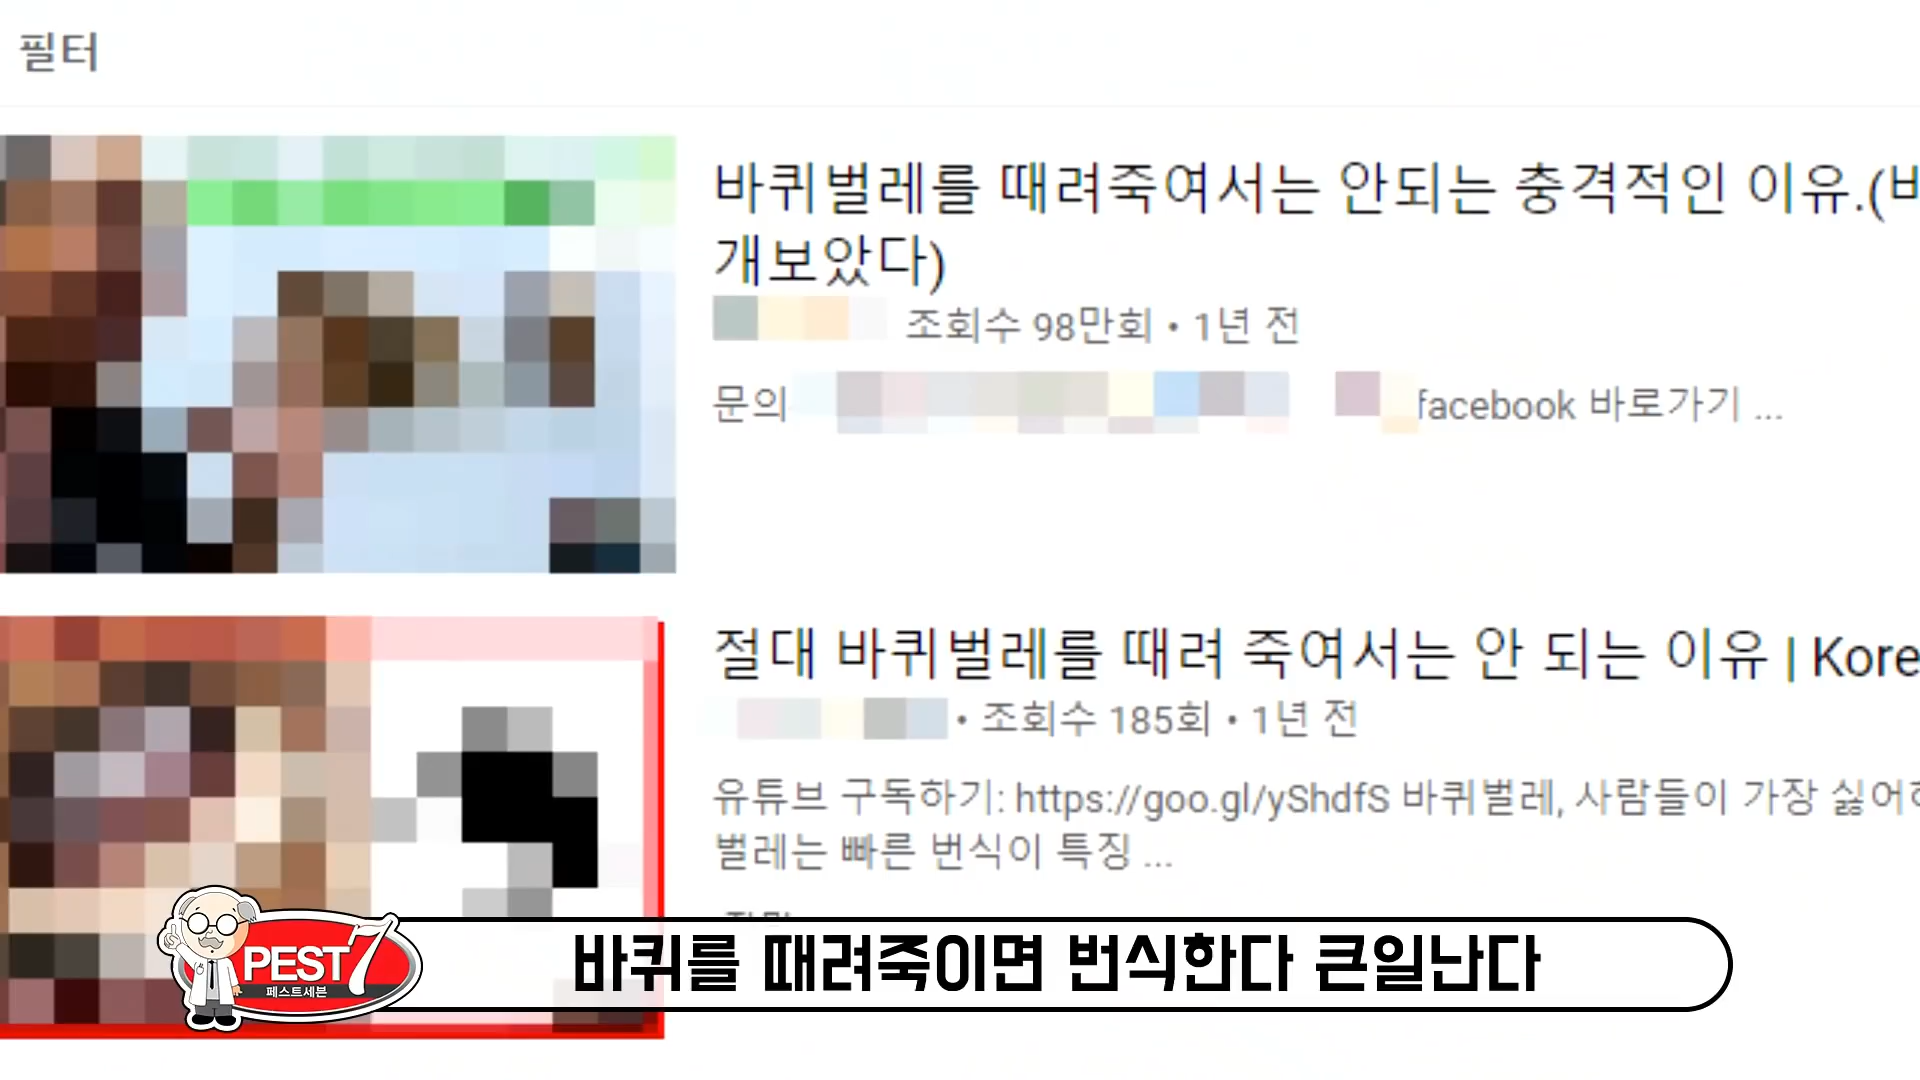 필터
바퀴벌레를 때려죽여서는 안되는 충격적인 이유.(
개보았다)
조회수 98만회 • 1년 전
문의
facebook 바로가기 ...
절대 바퀴벌레를 때려 죽여서는 안 되는 이유 | Kore
• 조회수 185회 • 1년 전
유튜브 구독하기: https://goo.gl/yShdfS 바퀴벌레, 사람들이 가장 싫어
벌레는 빠른 번식이 특징 ...
PEST7
페스트세븐
바퀴를 때려죽이면 번식한다 큰일난다